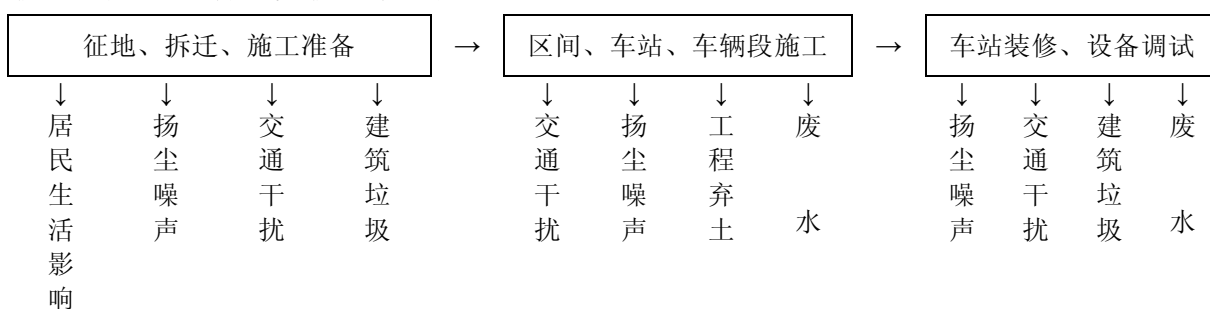 征地、拆迁、施工准备 → 区间、车站、车辆段施工 → 车站装修、设备调试
↓ ↓ ↓ ↓ ↓ ↓ ↓ ↓ ↓ ↓ ↓ ↓
居民生活影响
扬尘噪声
交通干扰
建筑垃圾
交通干扰
扬尘噪声
工程弃土
废水
扬尘噪声
交通干扰
建筑垃圾
废水